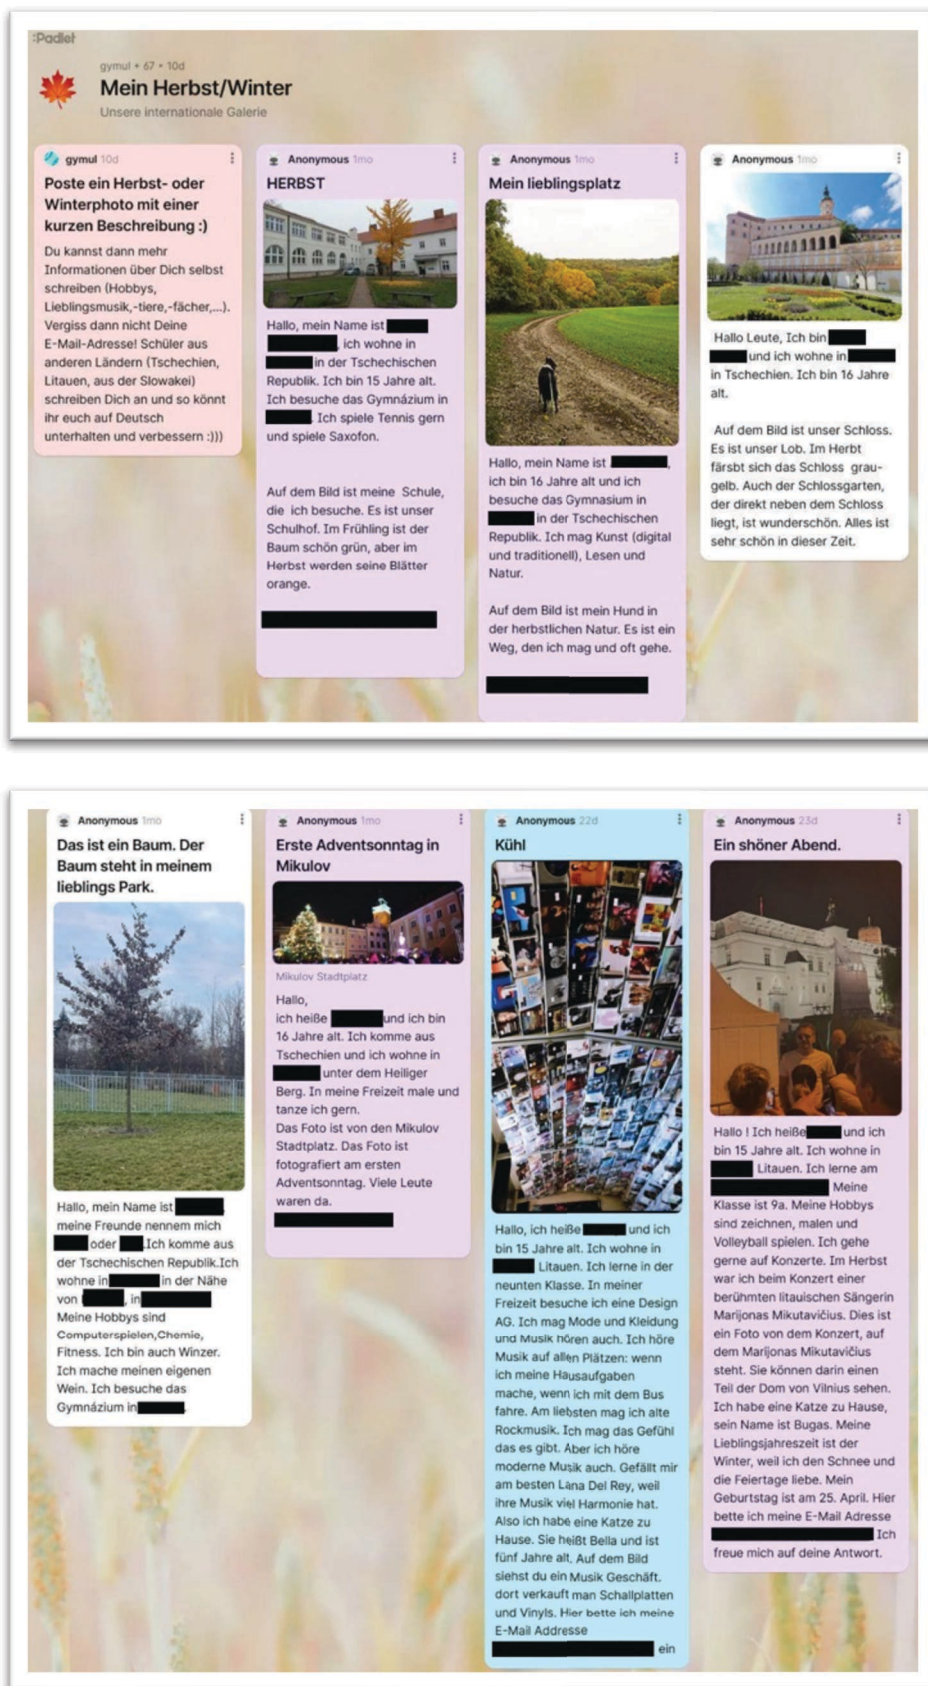 :Padlet
gymul • 67 • 10d
Mein Herbst/Winter
Unsere internationale Galerie
gymul 10d
Poste ein Herbst- oder
Winterphoto mit einer
kurzen Beschreibung :)
Du kannst dann mehr
Informationen über Dich selbst
schreiben (Hobbys,
Lieblingsmusik,-tiere,-fächer,...).
Vergiss dann nicht Deine
E-Mail-Adresse! Schüler aus
anderen Ländern (Tschechien,
Litauen, aus der Slowakei)
schreiben Dich an und so könnt
ihr euch auf Deutsch
unterhalten und verbessern :)))
Anonymous 1mo
HERBST
Hallo, mein Name ist
, ich wohne in
in der Tschechischen
Republik. Ich bin 15 Jahre alt.
Ich besuche das Gymnázium in
. Ich spiele Tennis gern
und spiele Saxofon.
Auf dem Bild ist meine Schule,
die ich besuche. Es ist unser
Schulhof. Im Frühling ist der
Baum schön grün, aber im
Herbst werden seine Blätter
orange.
Anonymous 1mo
Mein lieblingsplatz
Hallo, mein Name ist ,
ich bin 16 Jahre alt und ich
besuche das Gymnasium in
in der Tschechischen
Republik. Ich mag Kunst (digital
und traditionell), Lesen und
Natur.
Auf dem Bild ist mein Hund in
der herbstlichen Natur. Es ist ein
Weg, den ich mag und oft gehe.
Anonymous 1mo
Hallo Leute, Ich bin
und ich wohne in
in Tschechien. Ich bin 16 Jahre
alt.
Auf dem Bild ist unser Schloss.
Es ist unser Lob. Im Herbt
färsbt sich das Schloss grau-
gelb. Auch der Schlossgarten,
der direkt neben dem Schloss
liegt, ist wunderschön. Alles ist
sehr schön in dieser Zeit.
Anonymous 1mo
Das ist ein Baum. Der
Baum steht in meinem
lieblings Park.
Hallo, mein Name ist
meine Freunde nennem mich
oder .Ich komme aus
der Tschechischen Republik.Ich
wohne in in der Nähe
von , in
Meine Hobbys sind
Computerspielen,Chemie,
Fitness. Ich bin auch Winzer.
Ich mache meinen eigenen
Wein. Ich besuche das
Gymnázium in .
Anonymous 1mo
Erste Adventsonntag in
Mikulov
Mikulov Stadtplatz
Hallo,
ich heiße und ich bin
16 Jahre alt. Ich komme aus
Tschechien und ich wohne in
unter dem Heiliger
Berg. In meine Freizeit male und
tanze ich gern.
Das Foto ist von den Mikulov
Stadtplatz. Das Foto ist
fotografiert am ersten
Adventsonntag. Viele Leute
waren da.
Anonymous 22d
Kühl
Hallo, ich heiße und ich
bin 15 Jahre alt. Ich wohne in
Litauen. Ich lerne in der
neunten Klasse. In meiner
Freizeit besuche ich eine Design
AG. Ich mag Mode und Kleidung
und Musik hören auch. Ich höre
Musik auf allen Plätzen: wenn
ich meine Hausaufgaben
mache, wenn ich mit dem Bus
fahre. Am liebsten mag ich alte
Rockmusik. Ich mag das Gefühl
das es gibt. Aber ich höre
moderne Musik auch. Gefällt mir
am besten Lana Del Rey, weil
ihre Musik viel Harmonie hat.
Also ich habe eine Katze zu
Hause. Sie heißt Bella und ist
fünf Jahre alt. Auf dem Bild
siehst du ein Musik Geschäft.
dort verkauft man Schallplatten
und Vinyls. Hier bette ich meine
E-Mail Addresse
ein
Anonymous 23d
Ein shöner Abend.
Hallo ! Ich heiße und ich
bin 15 Jahre alt. Ich wohne in
Litauen. Ich lerne am
Meine
Klasse ist 9a. Meine Hobbys
sind zeichnen, malen und
Volleyball spielen. Ich gehe
gerne auf Konzerte. Im Herbst
war ich beim Konzert einer
berühmten litauischen Sängerin
Marijonas Mikutavičius. Dies ist
ein Foto von dem Konzert, auf
dem Marijonas Mikutavičius
steht. Sie können darin einen
Teil der Dom von Vilnius sehen.
Ich habe eine Katze zu Hause,
sein Name ist Bugas. Meine
Lieblingsjahreszeit ist der
Winter, weil ich den Schnee und
die Feiertage liebe. Mein
Geburtstag ist am 25. April. Hier
bette ich meine E-Mail Adresse
Ich
freue mich auf deine Antwort.